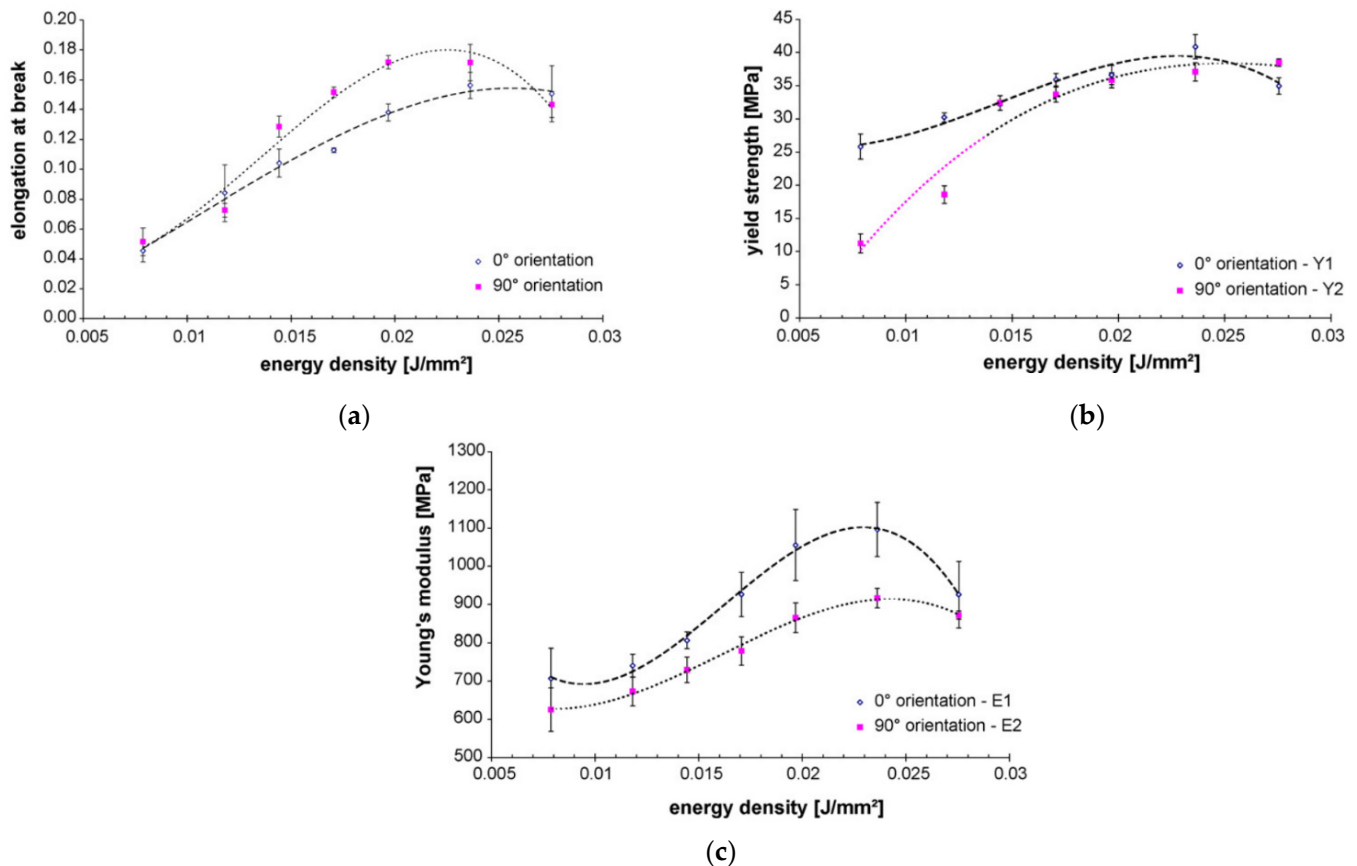 0.20
0.18
0.16
0.14
0.12
0.10
0.08
0.06
0.04
0.02
0.00
elongation at break
0° orientation
90° orientation
0.005 0.01 0.015 0.02 0.025 0.03
energy density [J/mm²]
(a)
45
40
35
30
25
20
15
10
5
0
yield strength [MPa]
0° orientation - Y1
90° orientation - Y2
0.005 0.01 0.015 0.02 0.025 0.03
energy density [J/mm²]
(b)
1300
1200
1100
1000
900
800
700
600
500
Young's modulus [MPa]
0° orientation - E1
90° orientation - E2
0.005 0.01 0.015 0.02 0.025 0.03
energy density [J/mm²]
(c)